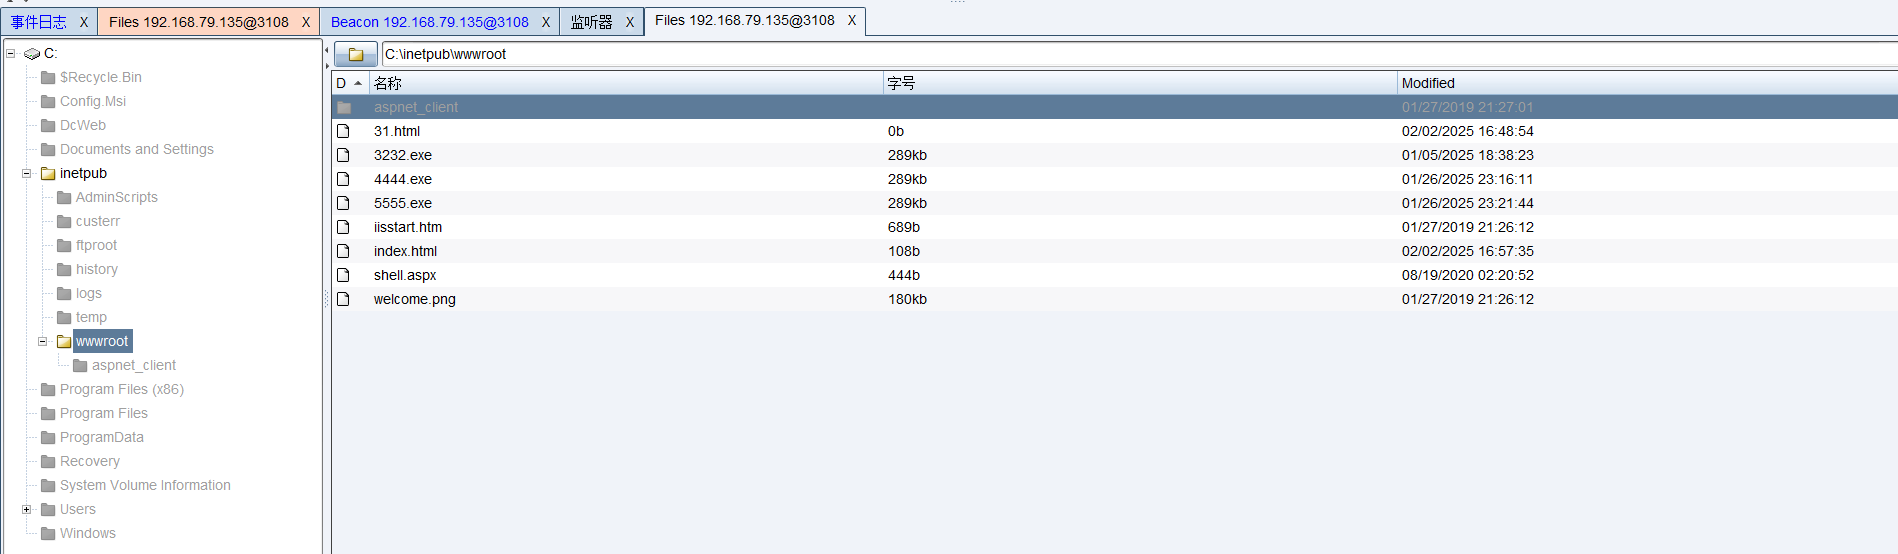 事件日志 X Files 192.168.79.135@3108 X Beacon 192.168.79.135@3108 X 监听器 X Files 192.168.79.135@3108 X
C:
$Recycle.Bin
Config.Msi
DcWeb
Documents and Settings
inetpub
AdminScripts
custerr
ftproot
history
logs
temp
wwwroot
aspnet_client
Program Files (x86)
Program Files
ProgramData
Recovery
System Volume Information
Users
Windows
C:\inetpub\wwwroot
D 名称 字号 Modified
aspnet_client 01/27/2019 21:27:01
31.html 0b 02/02/2025 16:48:54
3232.exe 289kb 01/05/2025 18:38:23
4444.exe 289kb 01/26/2025 23:16:11
5555.exe 289kb 01/26/2025 23:21:44
iisstart.htm 689b 01/27/2019 21:26:12
index.html 108b 02/02/2025 16:57:35
shell.aspx 444b 08/19/2020 02:20:52
welcome.png 180kb 01/27/2019 21:26:12